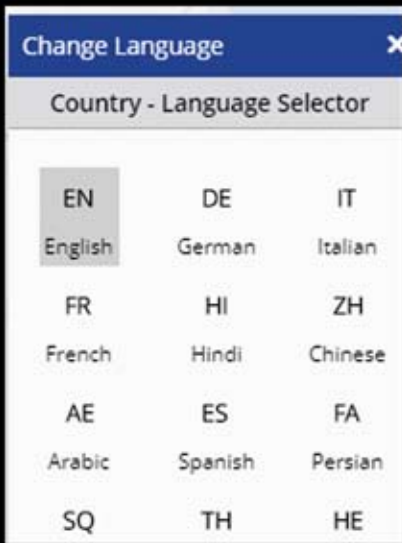 Change Language ×
Country - Language Selector
EN DE IT
English German Italian
FR HI ZH
French Hindi Chinese
AE ES FA
Arabic Spanish Persian
SQ TH HE